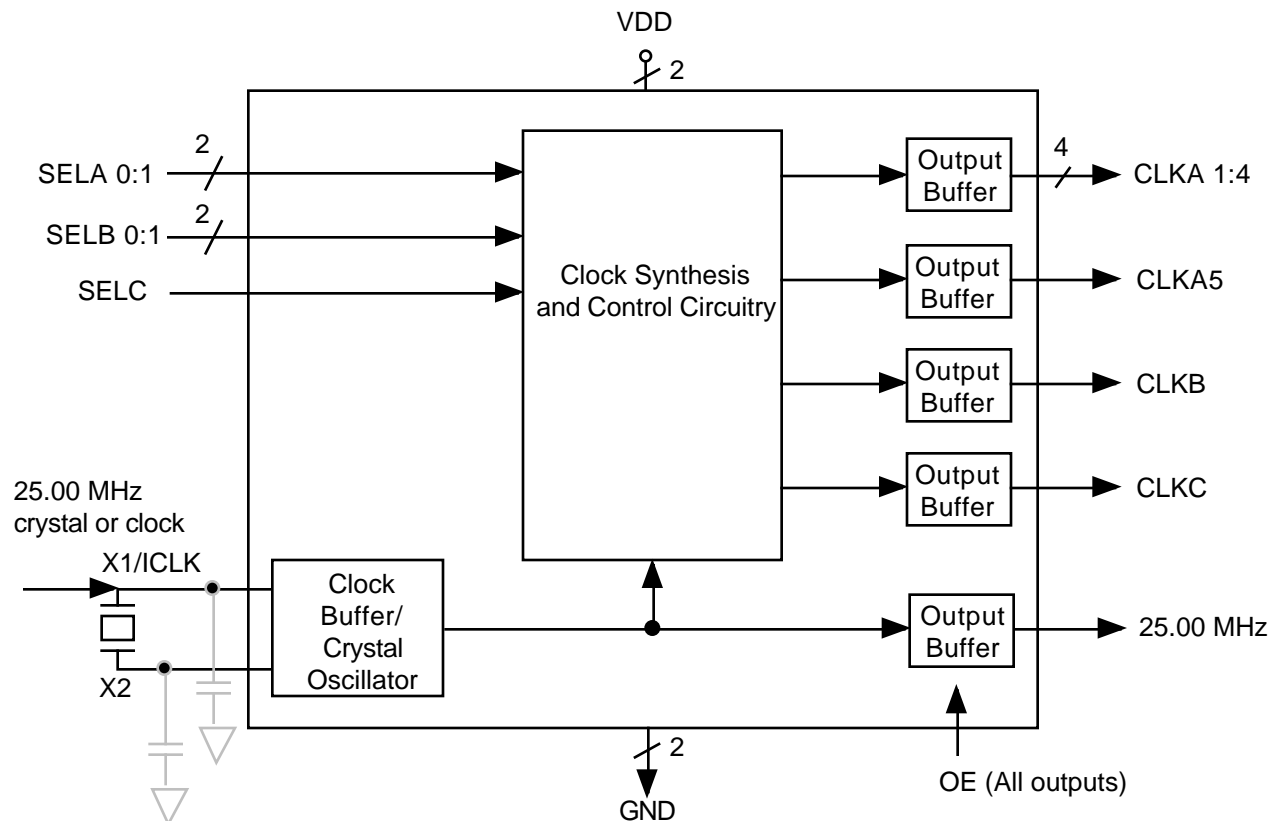 VDD
2
2
SELA 0:1
2
SELB 0:1
SELC
Clock Synthesis
and Control Circuitry
Output
Buffer
4
CLKA 1:4
Output
Buffer
CLKA5
Output
Buffer
CLKB
Output
Buffer
CLKC
25.00 MHz
crystal or clock
X1/ICLK
X2
Clock
Buffer/
Crystal
Oscillator
Output
Buffer
25.00 MHz
2
GND
OE (All outputs)